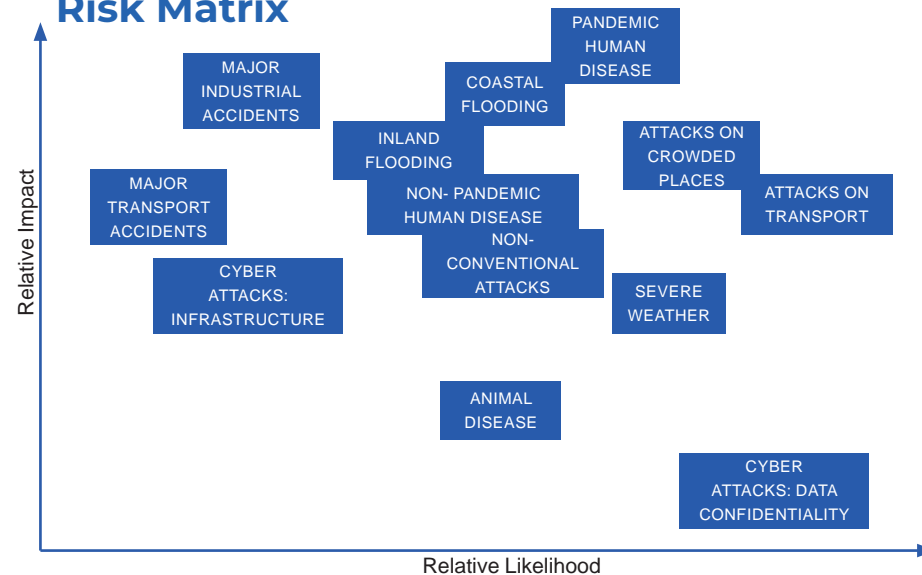 Risk Matrix
PANDEMIC
HUMAN
DISEASE
MAJOR
INDUSTRIAL
ACCIDENTS
COASTAL
FLOODING
INLAND
FLOODING
ATTACKS ON
CROWDED
PLACES
MAJOR
TRANSPORT
ACCIDENTS
NON- PANDEMIC
HUMAN DISEASE
ATTACKS ON
TRANSPORT
NON-
CONVENTIONAL
ATTACKS
CYBER
ATTACKS:
INFRASTRUCTURE
SEVERE
WEATHER
ANIMAL
DISEASE
CYBER
ATTACKS: DATA
CONFIDENTIALITY
Relative Impact
Relative Likelihood